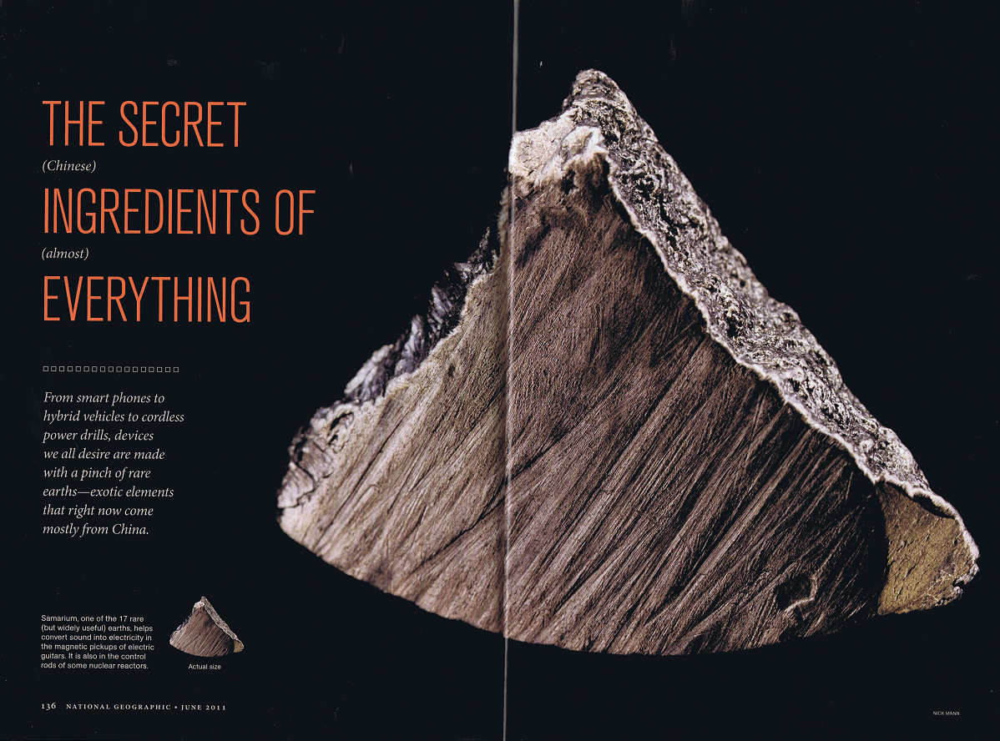 THE SECRET
(Chinese)
INGREDIENTS OF
(almost)
EVERYTHING
From smart phones to
hybrid vehicles to cordless
power drills, devices
we all desire are made
with a pinch of rare
earths—exotic elements
that right now come
mostly from China.
Samarium, one of the 17 rare
(but widely useful) earths, helps
convert sound into electricity in
the magnetic pickups of electric
guitars. It is also in the control
rods of some nuclear reactors.
Actual size
136 NATIONAL GEOGRAPHIC • JUNE 2011
NICK MANN